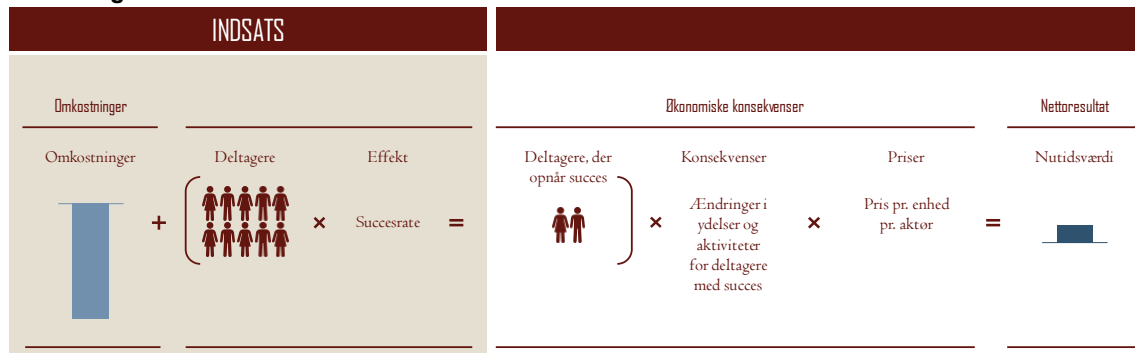 INDSATS
Omkostninger
Økonomiske konsekvenser
Nettoresultat
Omkostninger
Deltagere
Effekt
Deltagere, der
opnår succes
Konsekvenser
Priser
Nutidsværdi
+
×
Succesrate
=
×
Ændringer i
ydelser og
aktiviteter
for deltagere
med succes
×
Pris pr. enhed
pr. aktør
=